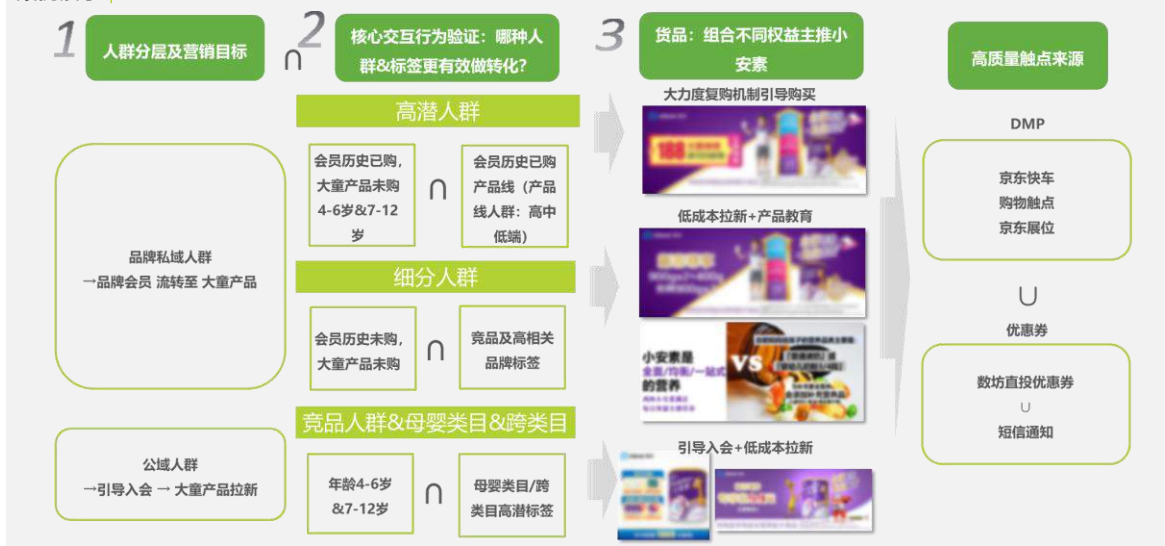 1
人群分层及营销目标
∩
2
核心交互行为验证：哪种人
群&标签更有效做转化？
3
货品：组合不同权益主推小
安素
高质量触点来源
品牌私域人群
→品牌会员 流转至 大童产品
公域人群
→引导入会 → 大童产品拉新
高潜人群
会员历史已购，
大童产品未购
4-6岁&7-12
岁
∩
会员历史已购
产品线（产品
线人群：高中
低端）
细分人群
会员历史未购，
大童产品未购
∩
竞品及高相关
品牌标签
竞品人群&母婴类目&跨类目
年龄4-6岁
&7-12岁
∩
母婴类目/跨
类目高潜标签
大力度复购机制引导购买
188
低成本拉新+产品教育
小安素是
全面/均衡/一站式
的营养
VS
引导入会+低成本拉新
DMP
京东快车
购物触点
京东展位
∪
优惠券
数坊直投优惠券
∪
短信通知